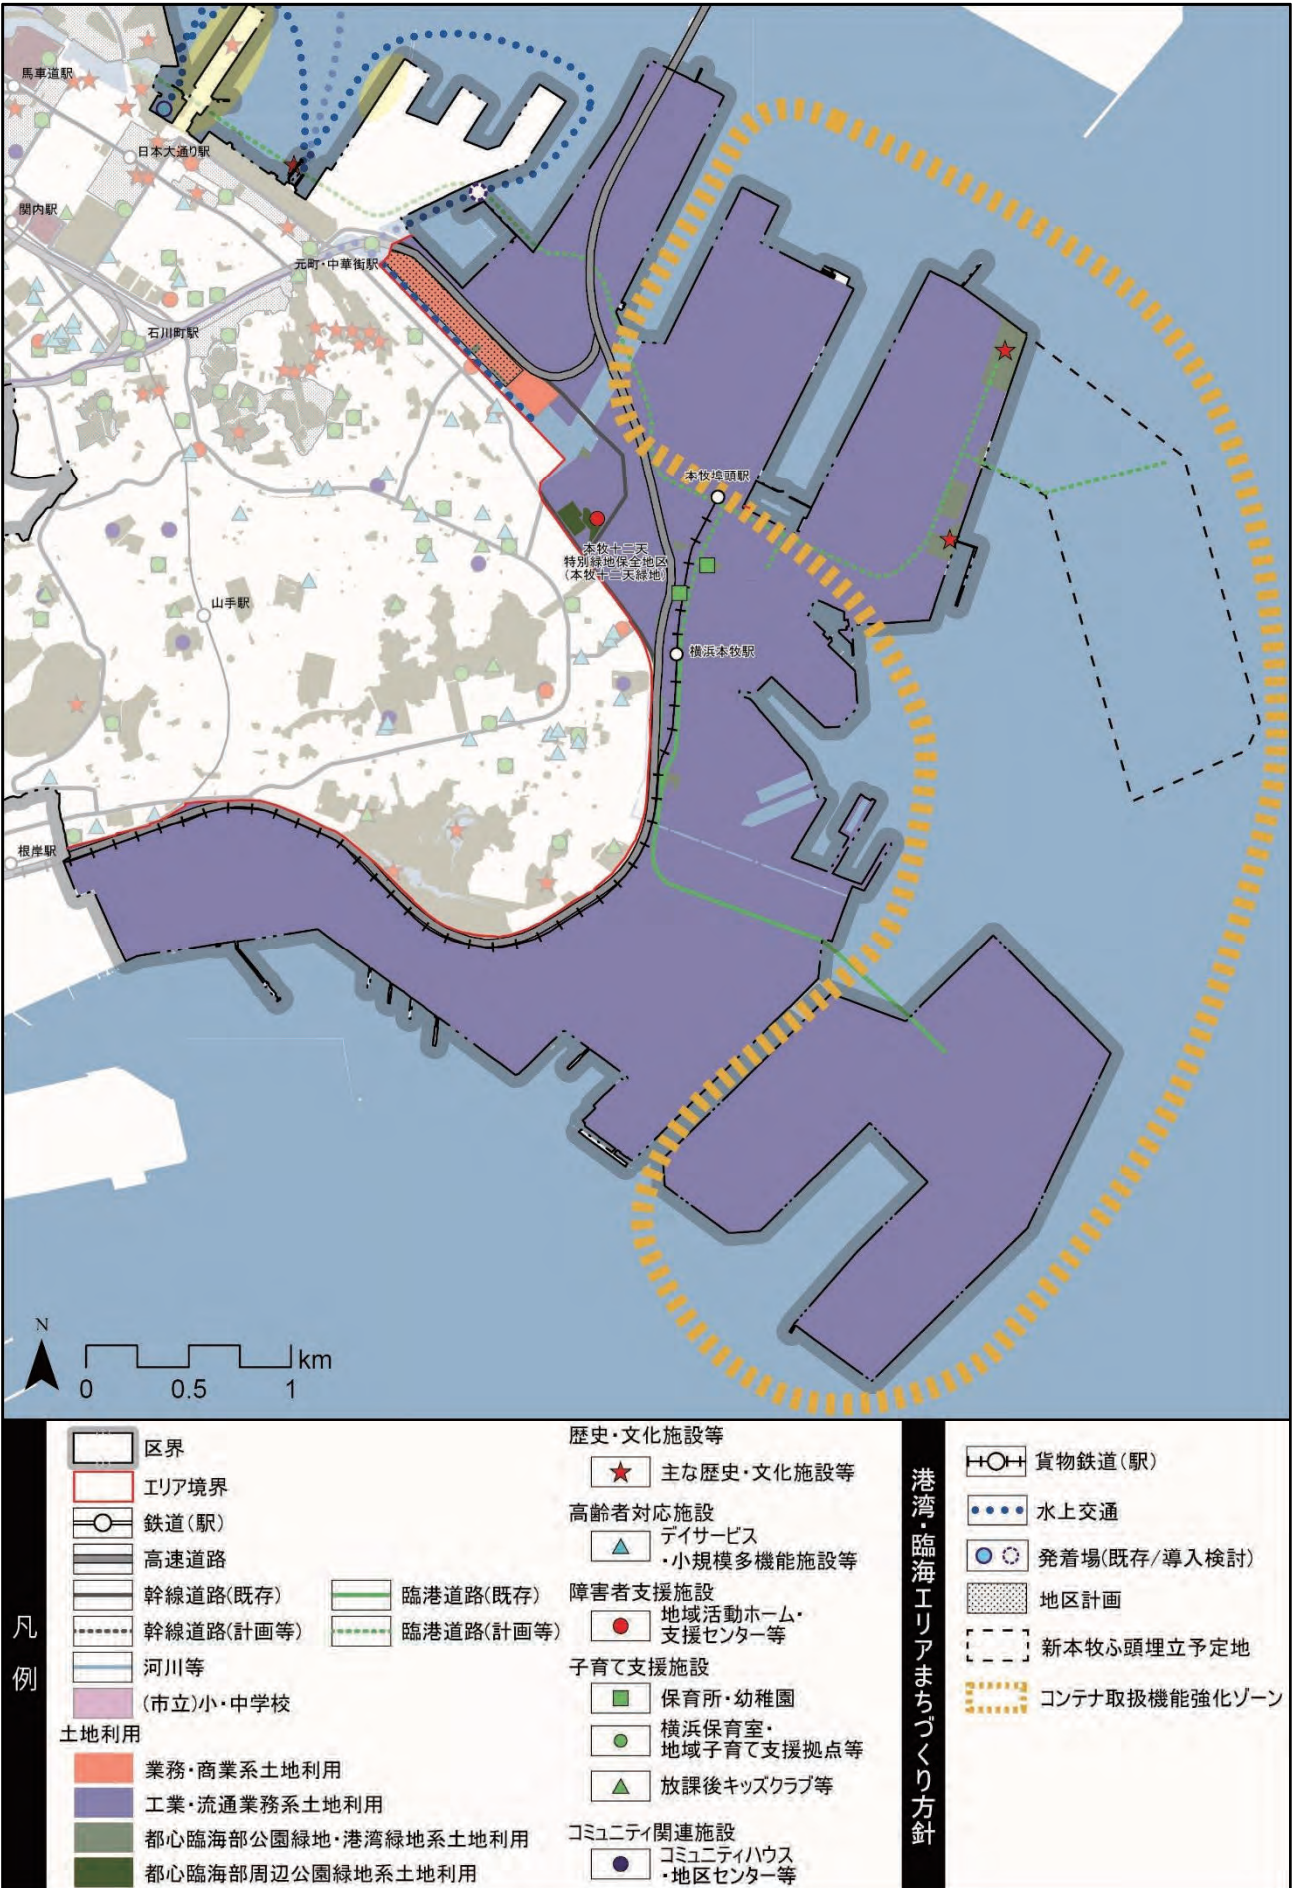 馬車道駅
日本大通り駅
関内駅
元町・中華街駅
石川町駅
本牧埠頭駅
本牧十二天
特別緑地保全地区
(本牧十二天緑地)
山手駅
横浜本牧駅
根岸駅
N
km
0 0.5 1
凡例
区界
エリア境界
鉄道(駅)
高速道路
幹線道路(既存)
臨港道路(既存)
幹線道路(計画等)
臨港道路(計画等)
河川等
(市立)小・中学校
土地利用
業務・商業系土地利用
工業・流通業務系土地利用
都心臨海部公園緑地・港湾緑地系土地利用
都心臨海部周辺公園緑地系土地利用
歴史・文化施設等
主な歴史・文化施設等
高齢者対応施設
デイサービス
・小規模多機能施設等
障害者支援施設
地域活動ホーム・
支援センター等
子育て支援施設
保育所・幼稚園
横浜保育室・
地域子育て支援拠点等
放課後キッズクラブ等
コミュニティ関連施設
コミュニティハウス
・地区センター等
港湾・臨海エリアまちづくり方針
貨物鉄道(駅)
水上交通
発着場(既存/導入検討)
地区計画
新本牧ふ頭埋立予定地
コンテナ取扱機能強化ゾーン